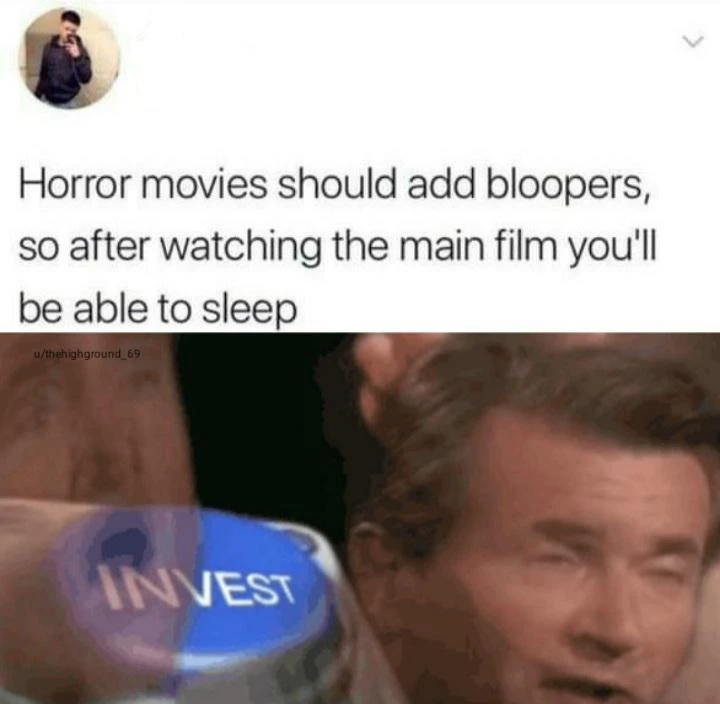 Horror movies should add bloopers,
so after watching the main film you'll
be able to sleep
u/thehighground_69
INVEST